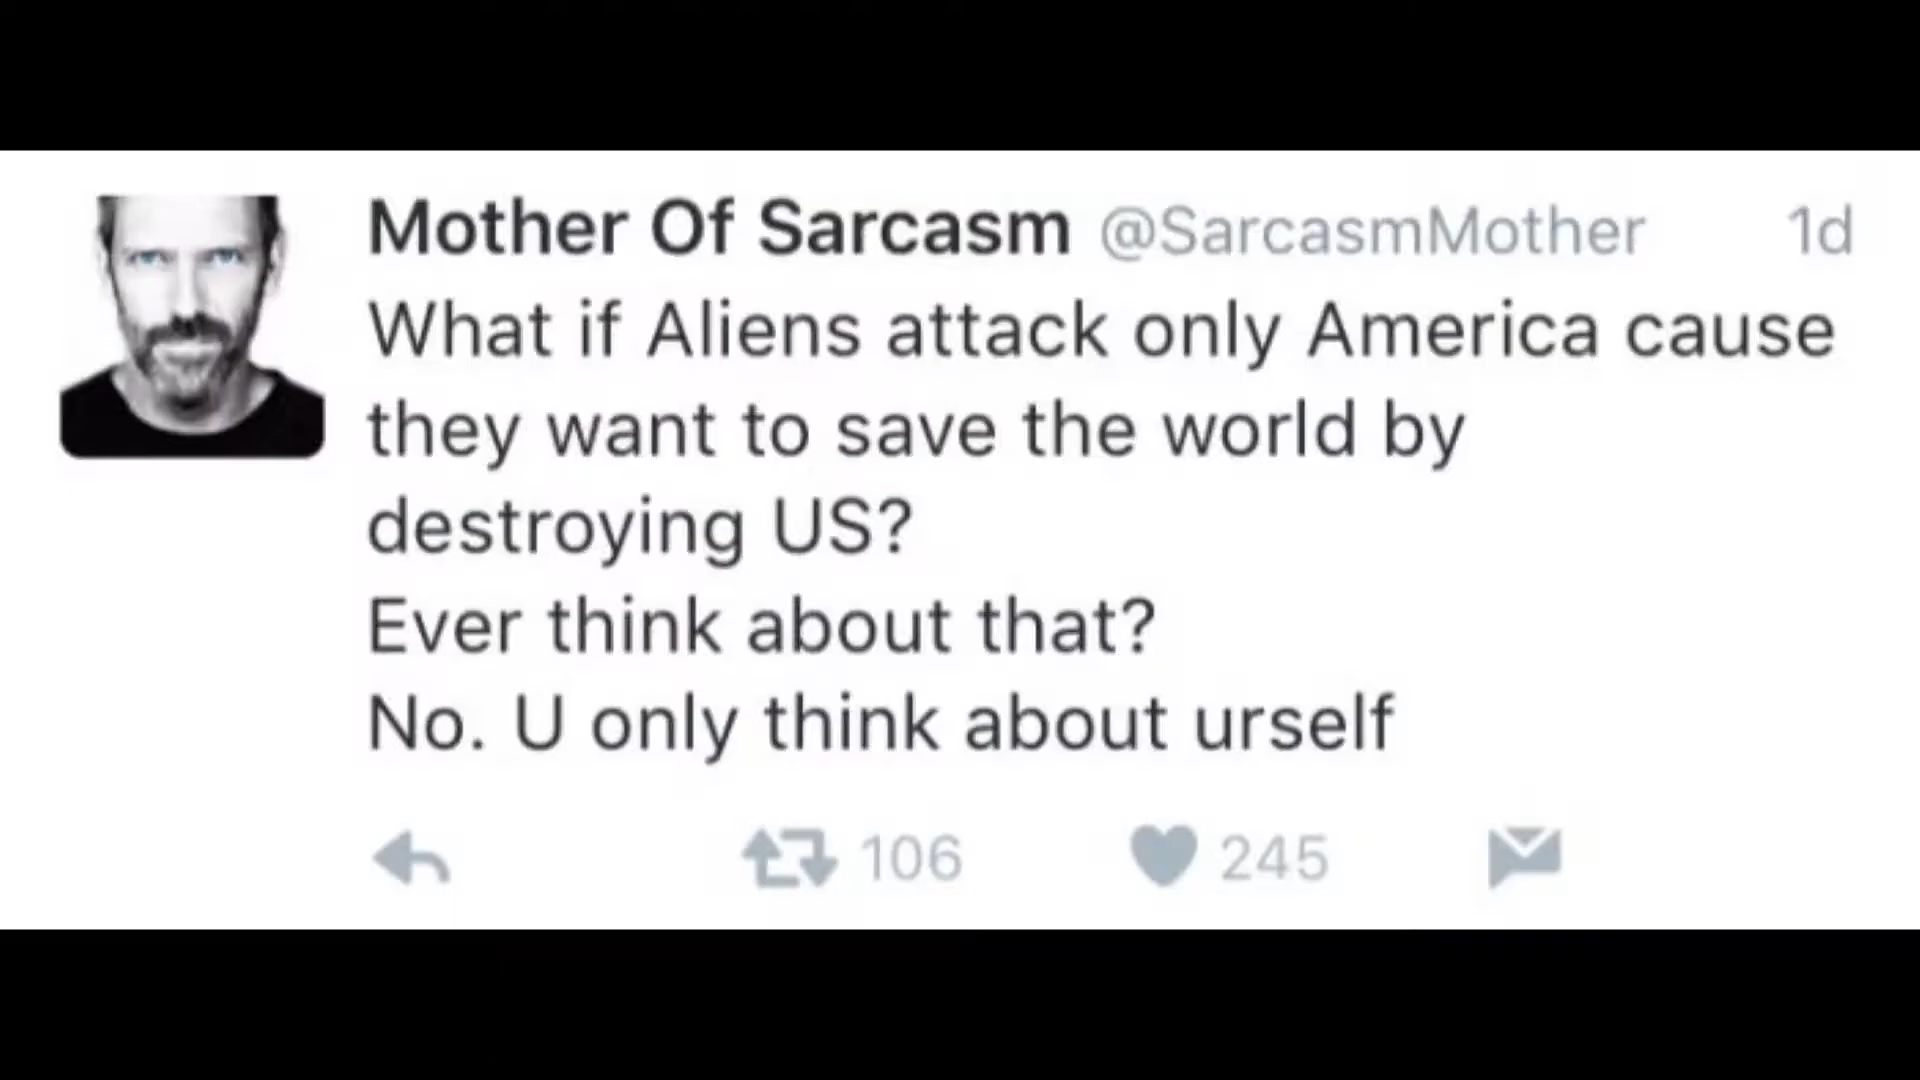 Mother Of Sarcasm @SarcasmMother 1d
What if Aliens attack only America cause
they want to save the world by
destroying US?
Ever think about that?
No. U only think about urself
106 245